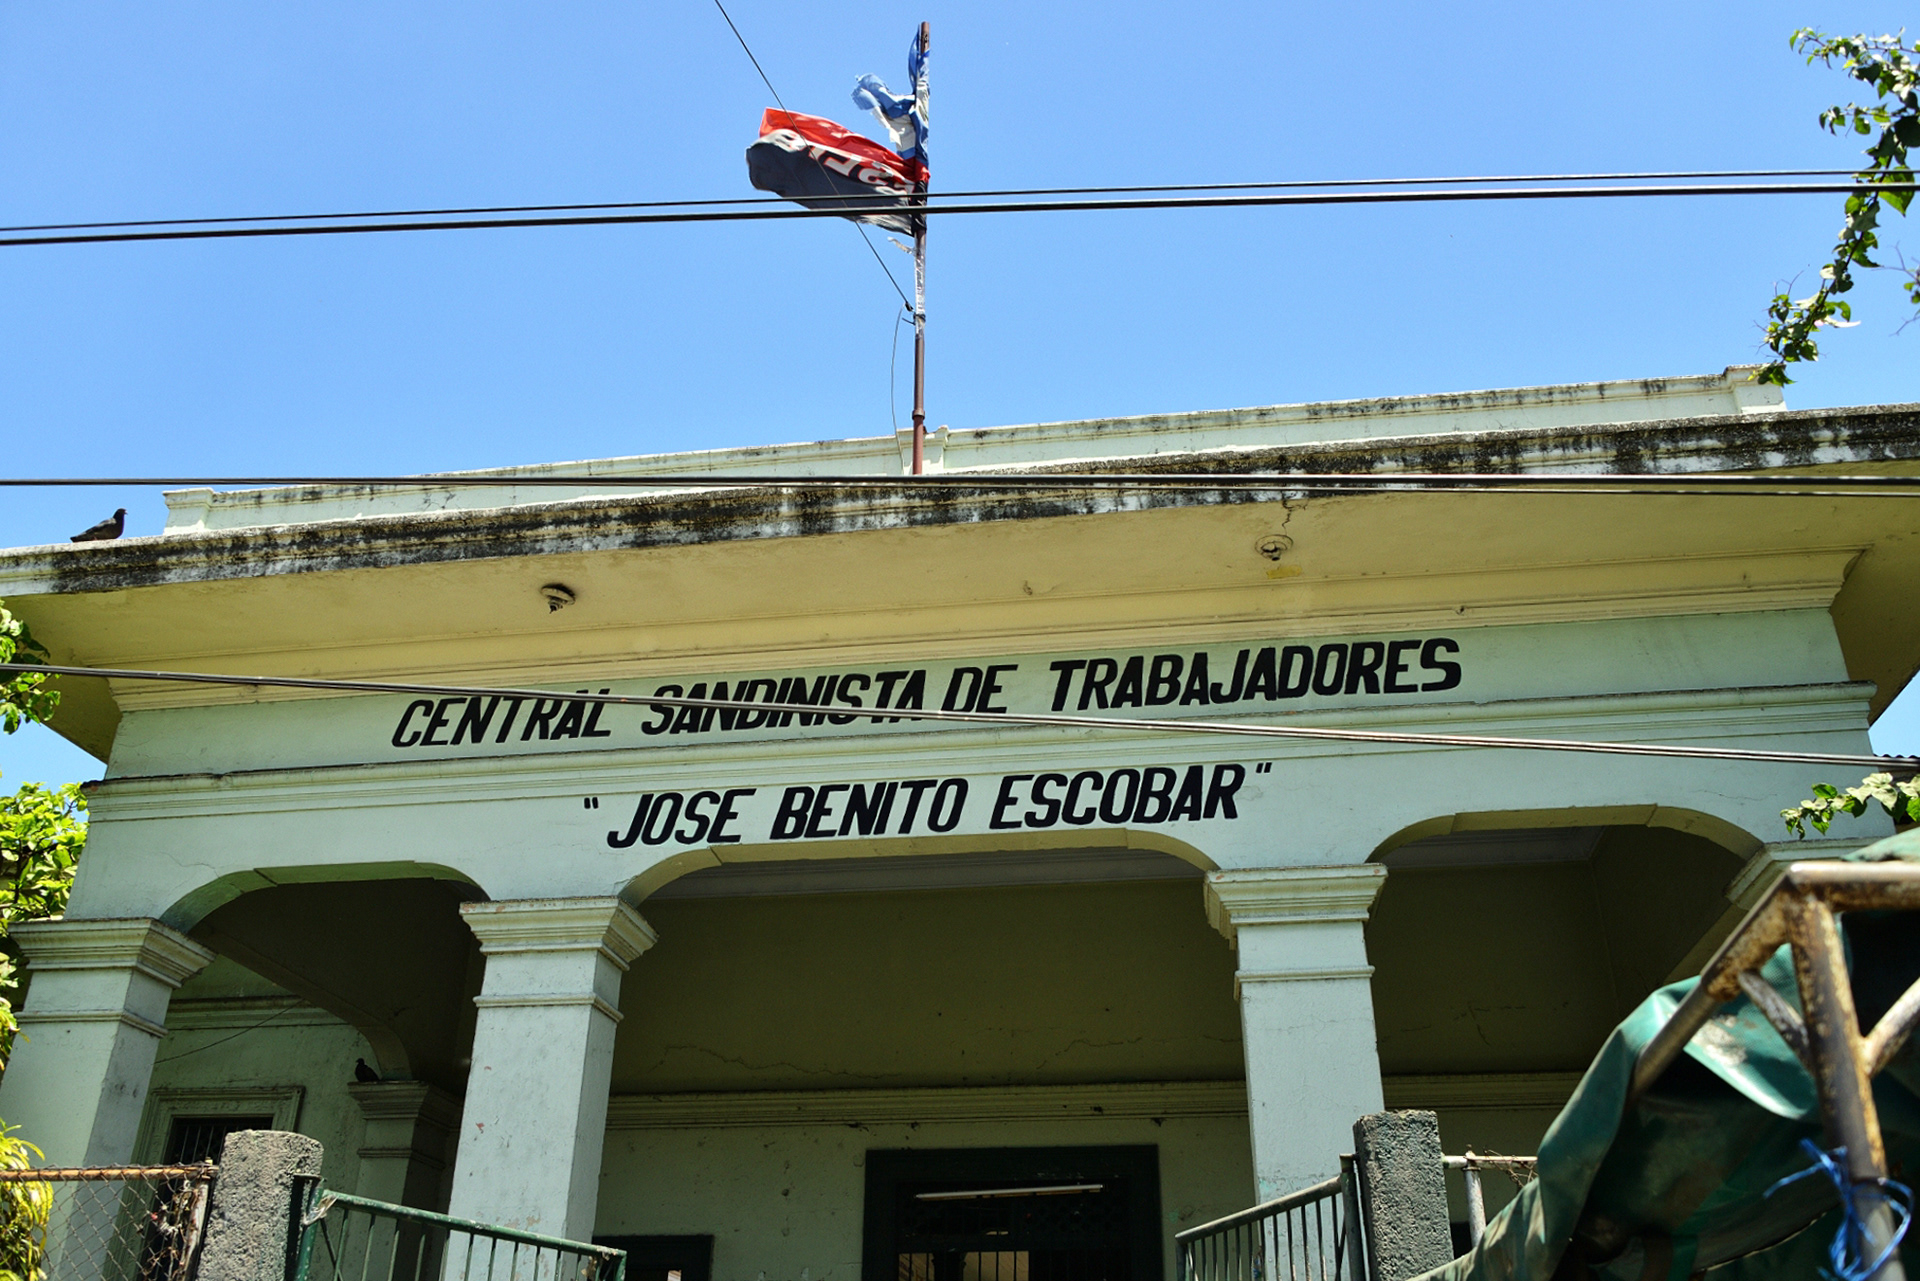 CENTRAL SANDINISTA DE TRABAJADORES
"JOSE BENITO ESCOBAR"